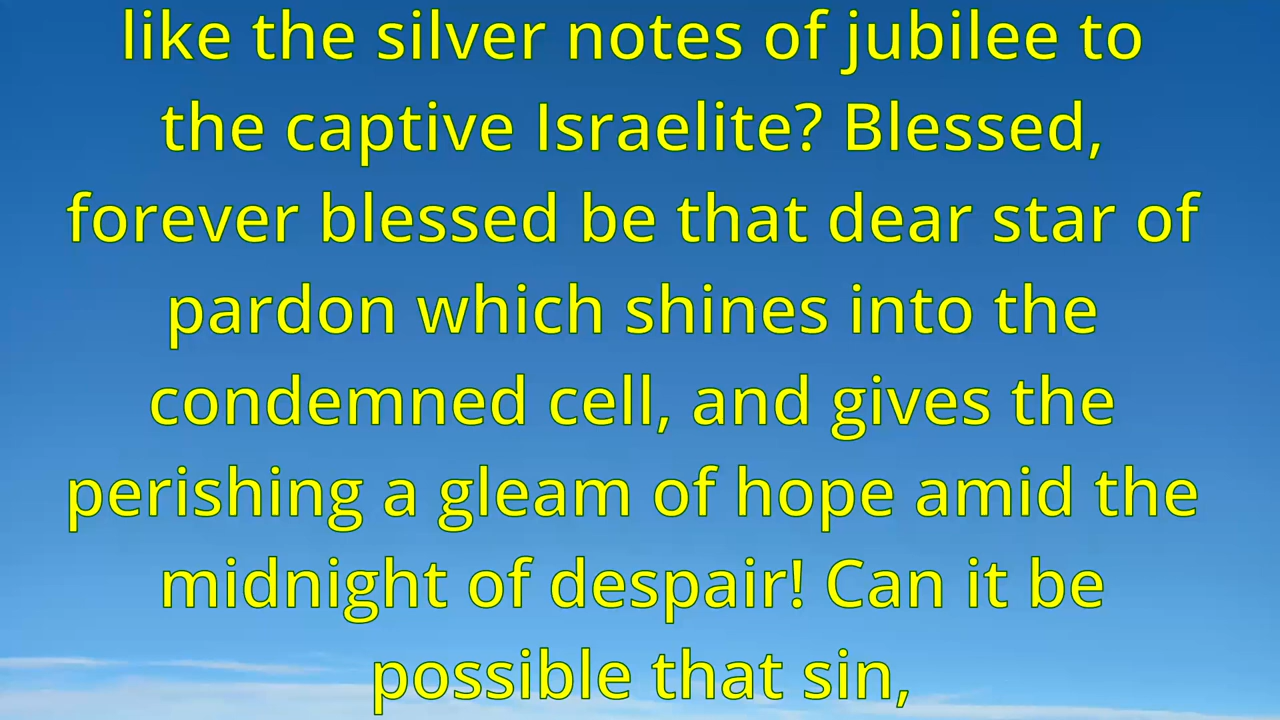 like the silver notes of jubilee to
the captive Israelite? Blessed,
forever blessed be that dear star of
pardon which shines into the
condemned cell, and gives the
perishing a gleam of hope amid the
midnight of despair! Can it be
possible that sin,